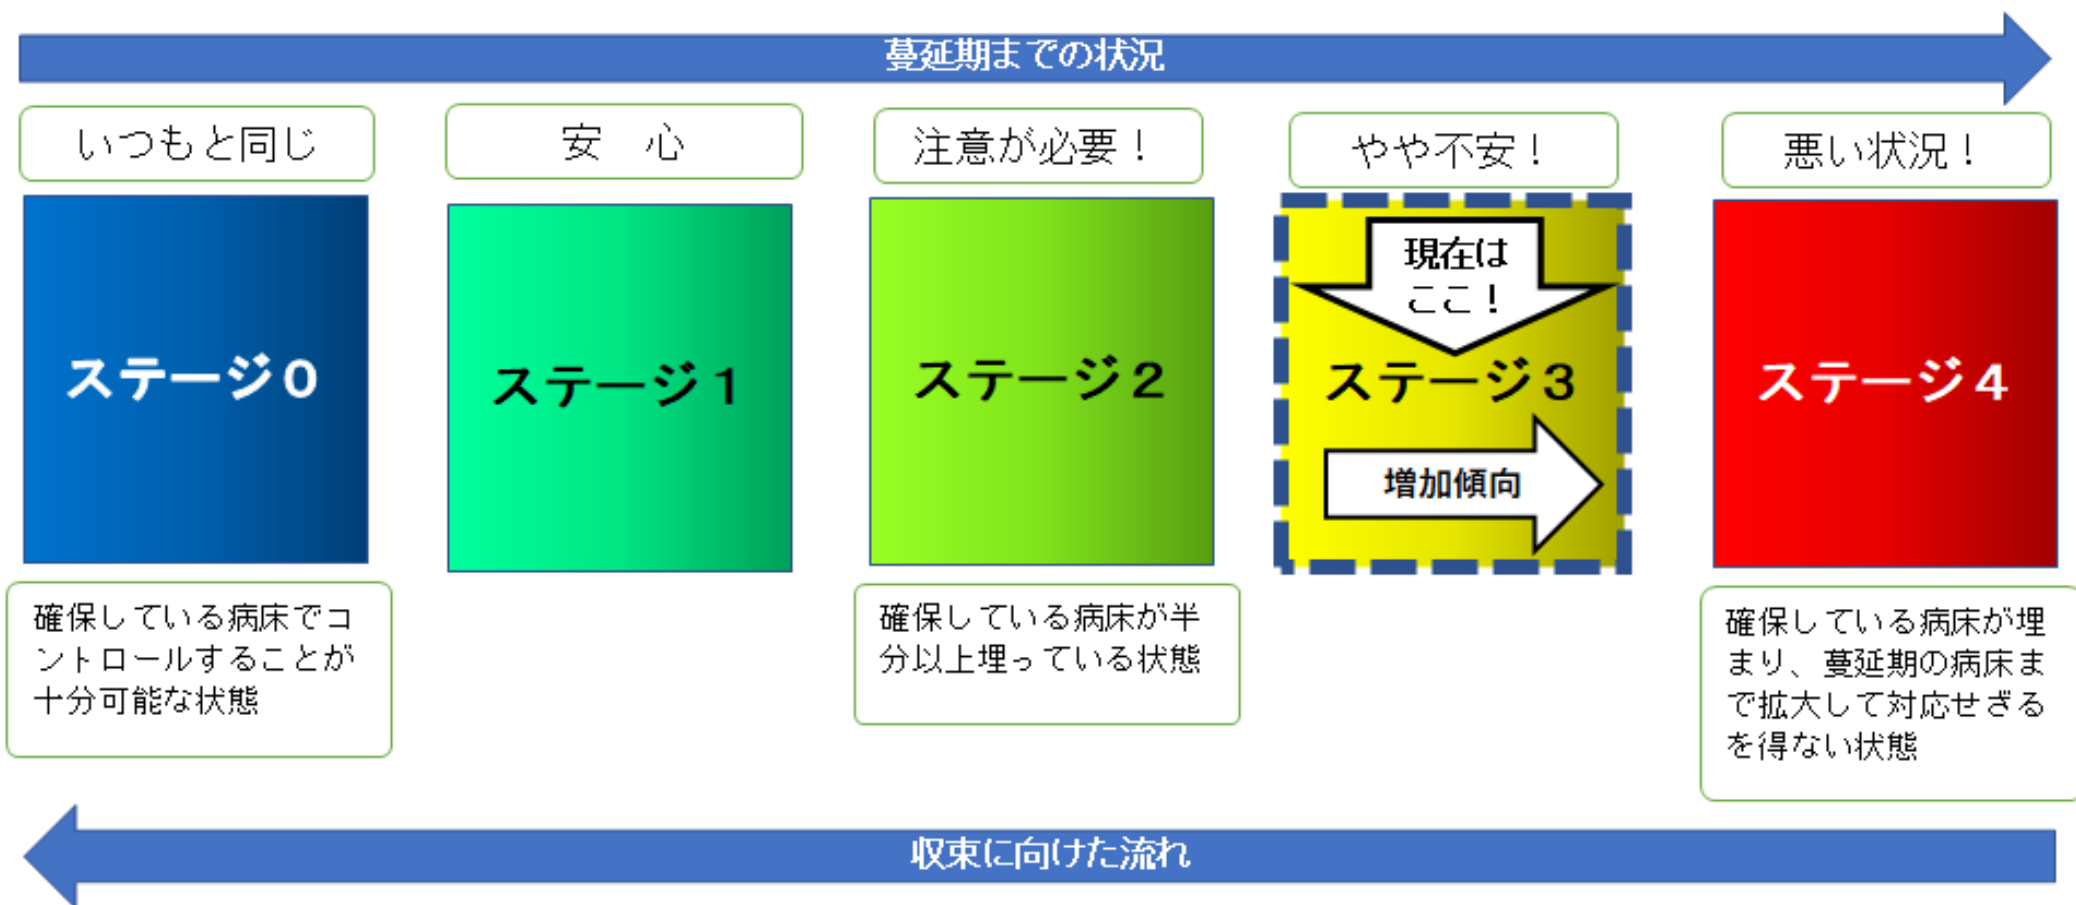 蔓延期までの状況
いつもと同じ
安　心
注意が必要！
やや不安！
悪い状況！
ステージ０
ステージ１
ステージ２
現在は
ここ！
ステージ３
増加傾向
ステージ４
確保している病床でコ
ントロールすることが
十分可能な状態
確保している病床が半
分以上埋っている状態
確保している病床が埋
まり、蔓延期の病床ま
で拡大して対応せざる
を得ない状態
収束に向けた流れ